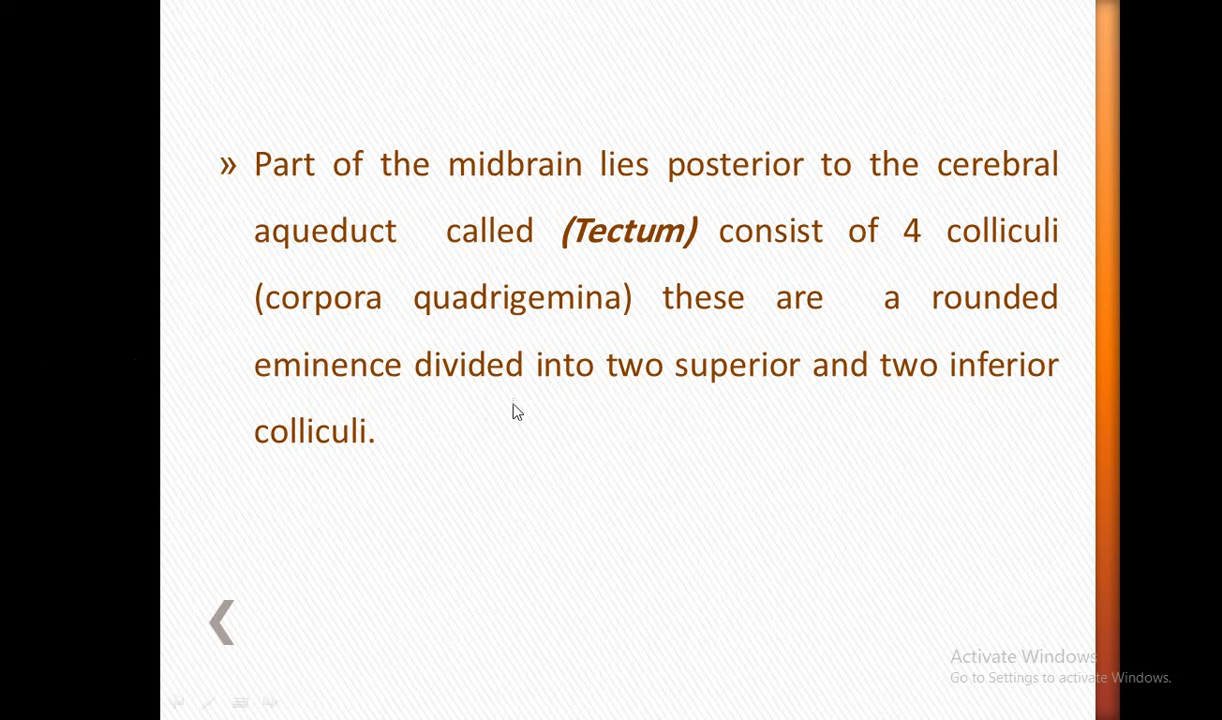 » Part of the midbrain lies posterior to the cerebral
aqueduct called (Tectum) consist of 4 colliculi
(corpora quadrigemina) these are a rounded
eminence divided into two superior and two inferior
colliculi.
Activate Windows
Go to Settings to activate Windows.